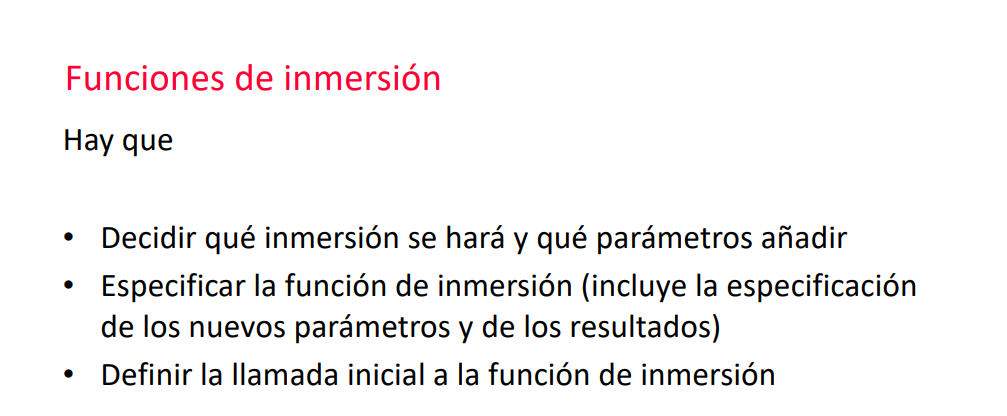 Funciones de inmersión
Hay que
• Decidir qué inmersión se hará y qué parámetros añadir
• Especificar la función de inmersión (incluye la especificación
de los nuevos parámetros y de los resultados)
• Definir la llamada inicial a la función de inmersión